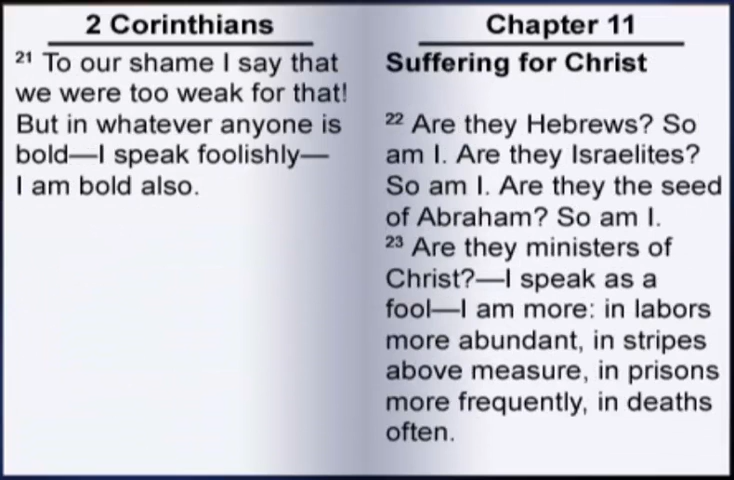 2 Corinthians
²¹ To our shame I say that
we were too weak for that!
But in whatever anyone is
bold—I speak foolishly—
I am bold also.
Chapter 11
Suffering for Christ
²² Are they Hebrews? So
am I. Are they Israelites?
So am I. Are they the seed
of Abraham? So am I.
²³ Are they ministers of
Christ?—I speak as a
fool—I am more: in labors
more abundant, in stripes
above measure, in prisons
more frequently, in deaths
often.